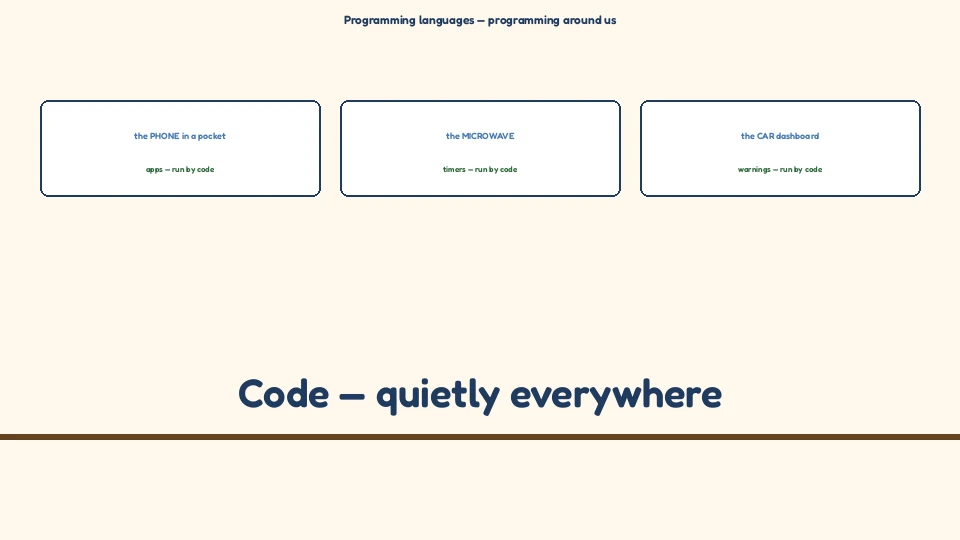 Programming languages — programming around us
the PHONE in a pocket
apps — run by code
the MICROWAVE
timers — run by code
the CAR dashboard
warnings — run by code
Code — quietly everywhere